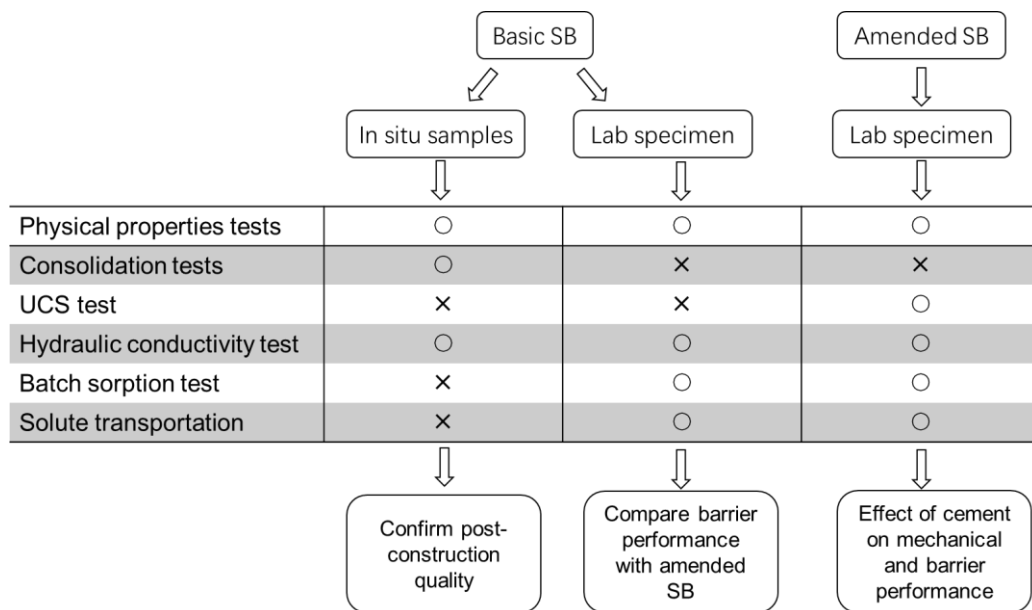 Basic SB
Amended SB
In situ samples
Lab specimen
Lab specimen
Physical properties tests ○ ○ ○
Consolidation tests ○ × ×
UCS test × × ○
Hydraulic conductivity test ○ ○ ○
Batch sorption test × ○ ○
Solute transportation × ○ ○
Confirm post-
construction
quality
Compare barrier
performance
with amended
SB
Effect of cement
on mechanical
and barrier
performance